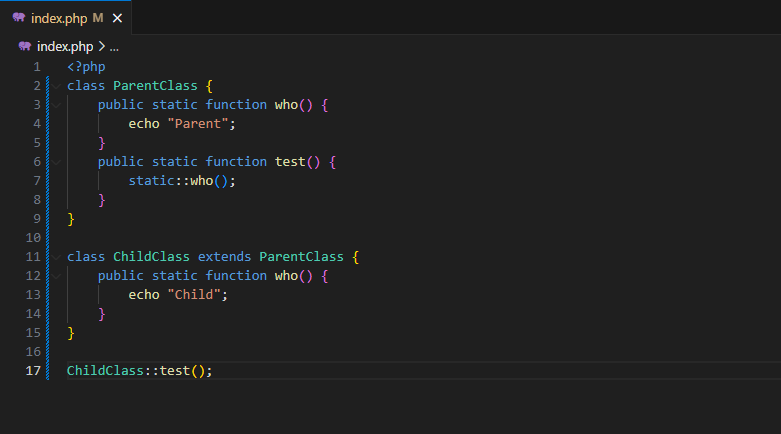 index.php M ×
index.php > ...
1 <?php
2 class ParentClass {
3     public static function who() {
4         echo "Parent";
5     }
6     public static function test() {
7         static::who();
8     }
9 }
10
11 class ChildClass extends ParentClass {
12     public static function who() {
13         echo "Child";
14     }
15 }
16
17 ChildClass::test();